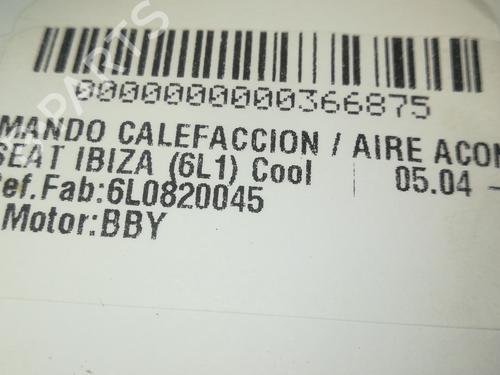 0000000000366875
MANDO CALEFACCION / AIRE ACON
SEAT IBIZA (6L1) Cool 05.04 -
Ref.Fab:6L0820045
Motor:BBY